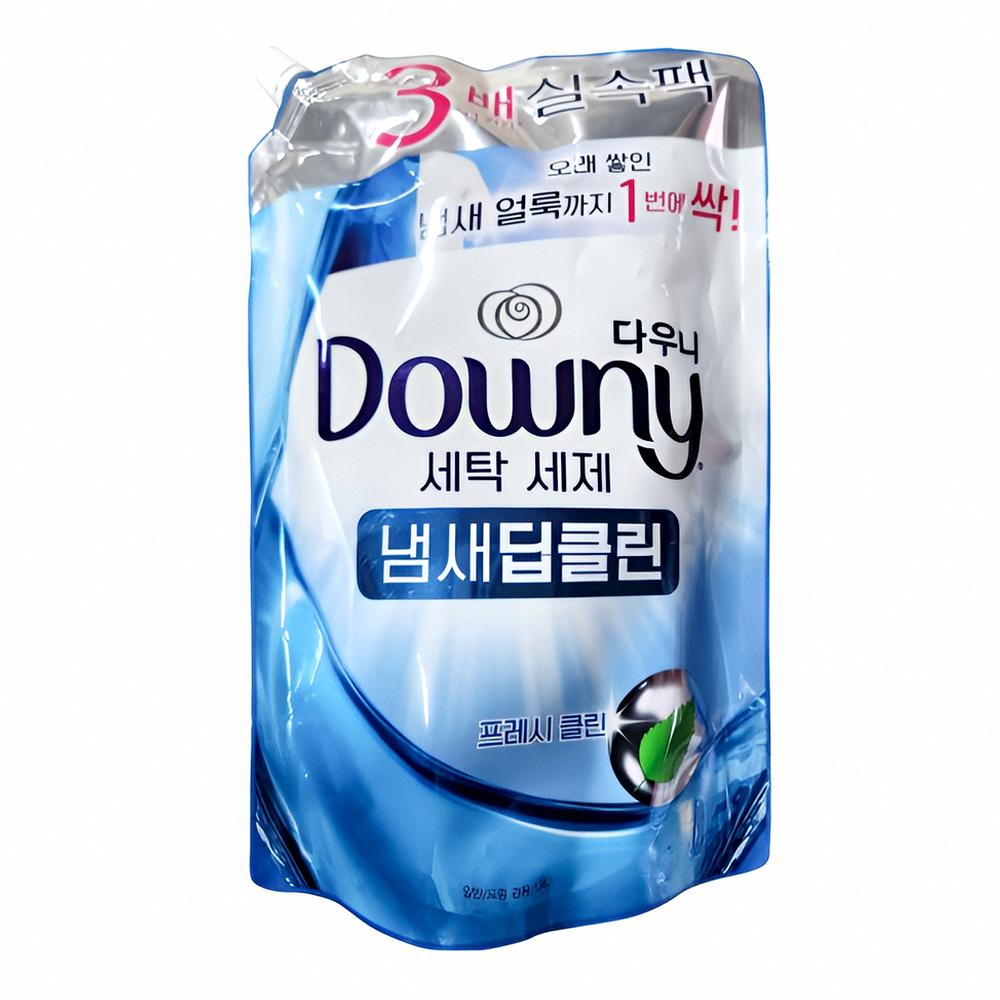 3배 실속팩
오래 쌓인
냄새 얼룩까지 1번에 싹!
다우니
Downy
세탁 세제
냄새딥클린
프레시 클린